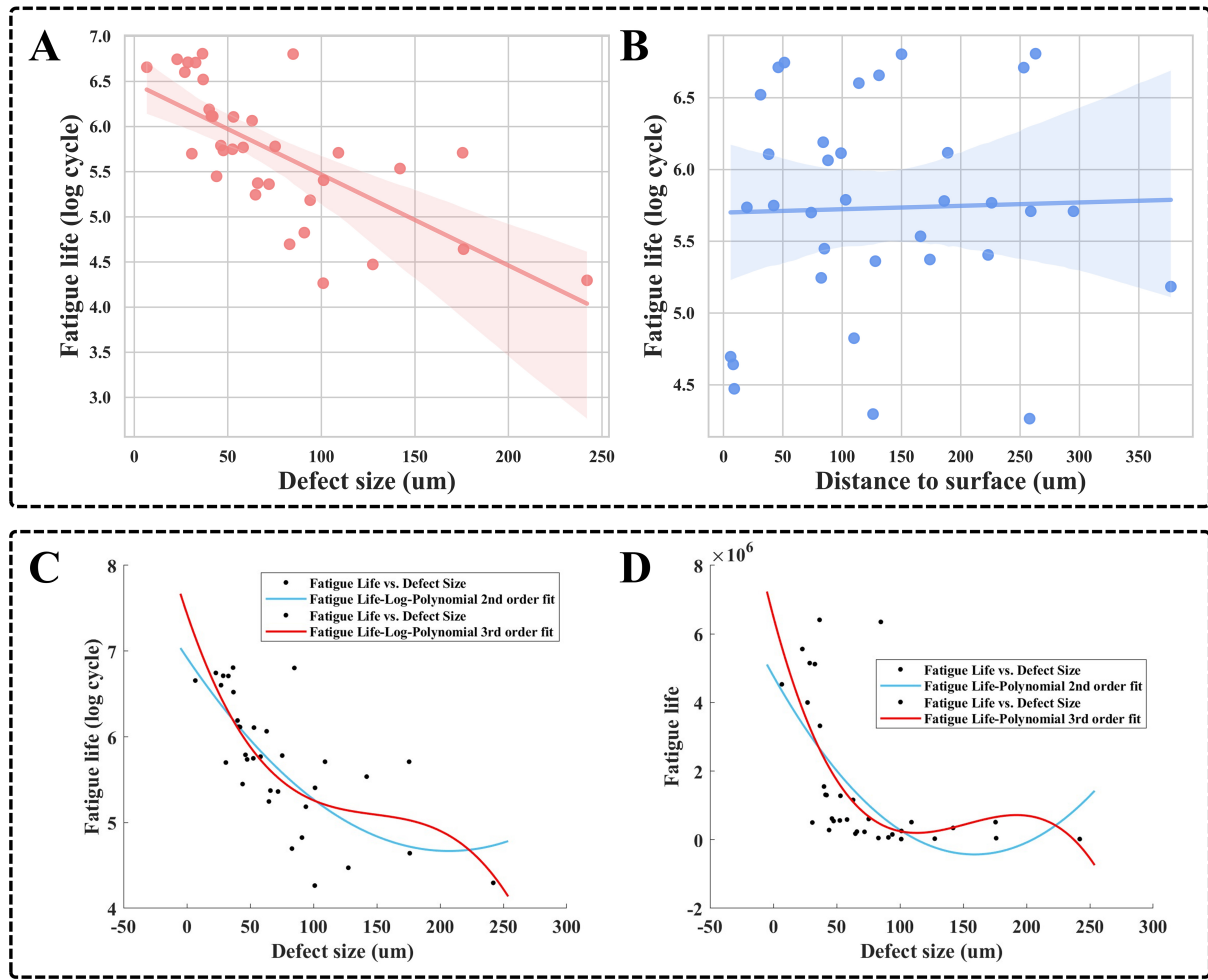 A
7.0
6.5
6.0
5.5
5.0
4.5
4.0
3.5
3.0
Fatigue life (log cycle)
0 50 100 150 200 250
Defect size (um)
B
6.5
6.0
5.5
5.0
4.5
Fatigue life (log cycle)
0 50 100 150 200 250 300 350
Distance to surface (um)
C
8
7
6
5
4
Fatigue life (log cycle)
Fatigue Life vs. Defect Size
Fatigue Life-Log-Polynomial 2nd order fit
Fatigue Life vs. Defect Size
Fatigue Life-Log-Polynomial 3rd order fit
-50 0 50 100 150 200 250 300
Defect size (um)
D
×10⁶
8
6
4
2
0
-2
Fatigue life
Fatigue Life vs. Defect Size
Fatigue Life-Polynomial 2nd order fit
Fatigue Life vs. Defect Size
Fatigue Life-Polynomial 3rd order fit
-50 0 50 100 150 200 250 300
Defect size (um)